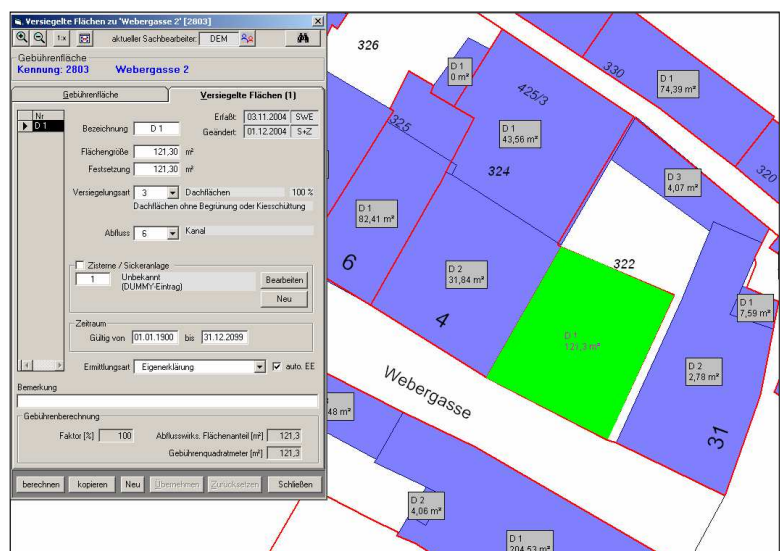 Versiegelte Flächen zu 'Webergasse 2' [2803]
1:x aktueller Sachbearbeiter: DEM
Gebührenfläche
Kennung: 2803 Webergasse 2
Gebührenfläche Versiegelte Flächen (1)
Nr
D 1
Bezeichnung D 1 Erfaßt: 03.11.2004 SWE
Geändert: 01.12.2004 S+Z
Flächengröße 121,30 m²
Festsetzung 121,30 m²
Versiegelungsart 3 Dachflächen 100 %
Dachflächen ohne Begrünung oder Kiesschüttung
Abfluss 6 Kanal
Zisterne / Sickeranlage
1 Unbekannt
(DUMMY-Eintrag)
Bearbeiten
Neu
Zeitraum
Gültig von 01.01.1900 bis 31.12.2099
Ermittlungsart Eigenerklärung auto. EE
Bemerkung
Gebührenberechnung
Faktor [%] 100 Abflusswirks. Flächenanteil [m²] 121,3
Gebührenquadratmeter [m²] 121,3
berechnen kopieren Neu Übernehmen Zurücksetzen Schließen
326
D 1
0 m²
330
D 1
74,39 m²
425/3
325
D 1
43,56 m²
320
324
D 3
4,07 m²
D 1
82,41 m²
322
6
D 2
31,84 m²
D 1
7,59 m²
4
D 1
121,3 m²
D 2
2,78 m²
Webergasse
31
,48 m²
D 2
4,06 m²
D 1
204,53 m²